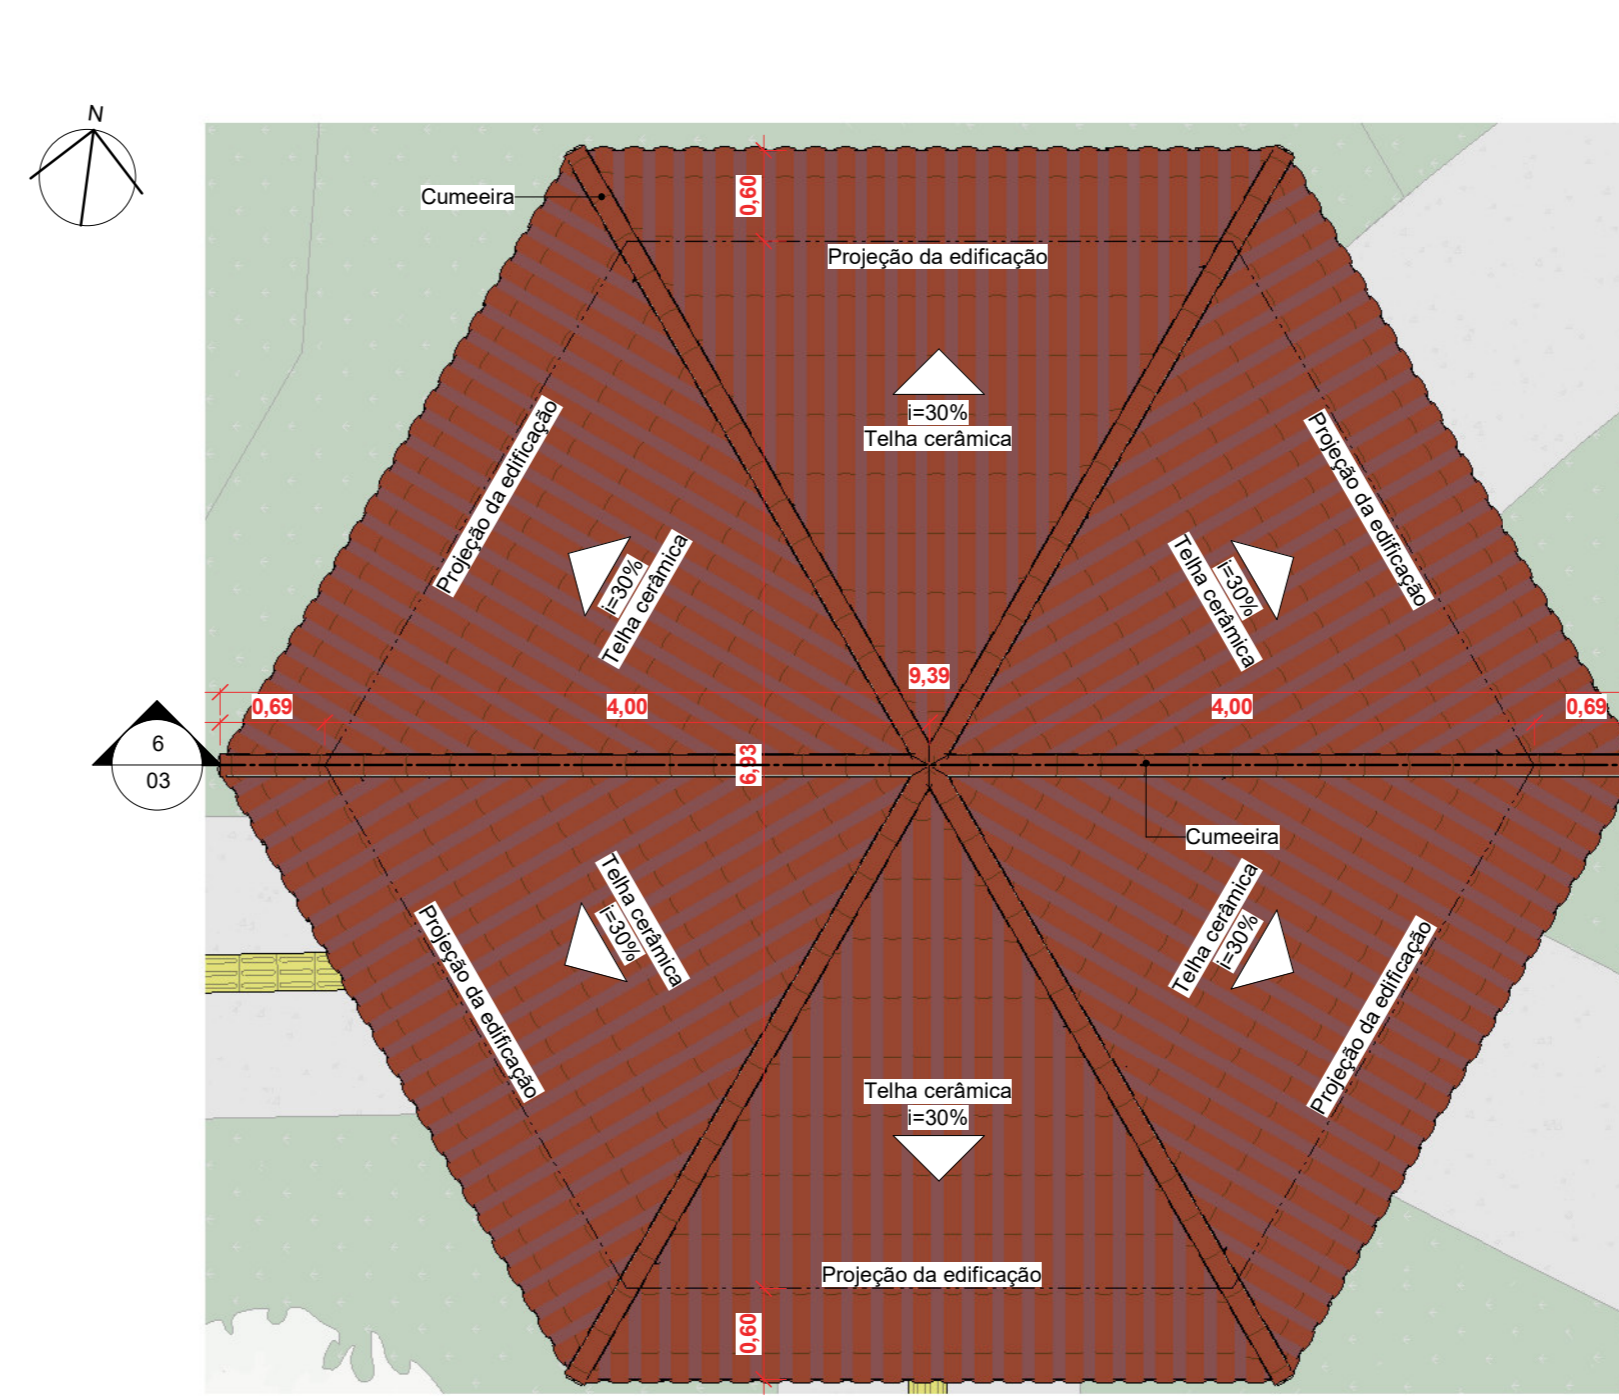 N
Cumeeira
0,60
Projeção da edificação
i=30%
Telha cerâmica
Projeção da edificação
i=30%
Telha cerâmica
Projeção da edificação
i=30%
Telha cerâmica
9,39
0,69
4,00
4,00
0,69
6
03
6,93
Cumeeira
Telha cerâmica
i=30%
Projeção da edificação
Telha cerâmica
i=30%
Projeção da edificação
Telha cerâmica
i=30%
Projeção da edificação
0,60